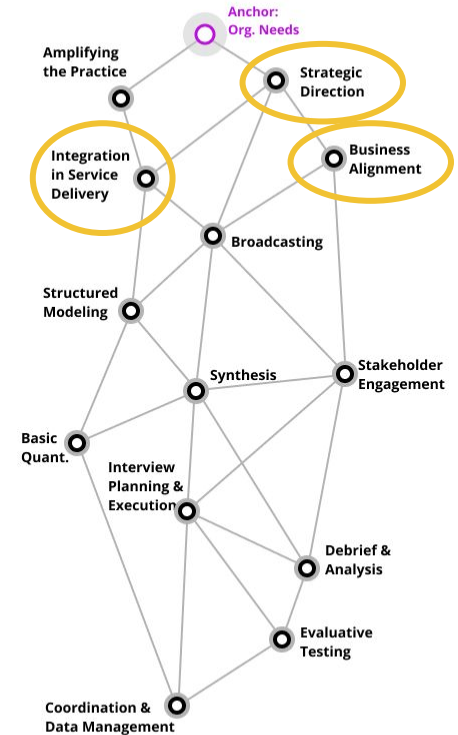 Anchor:
Org. Needs
Amplifying
the Practice
Strategic
Direction
Integration
in Service
Delivery
Business
Alignment
Broadcasting
Structured
Modeling
Synthesis
Stakeholder
Engagement
Basic
Quant.
Interview
Planning &
Execution
Debrief &
Analysis
Evaluative
Testing
Coordination &
Data Management